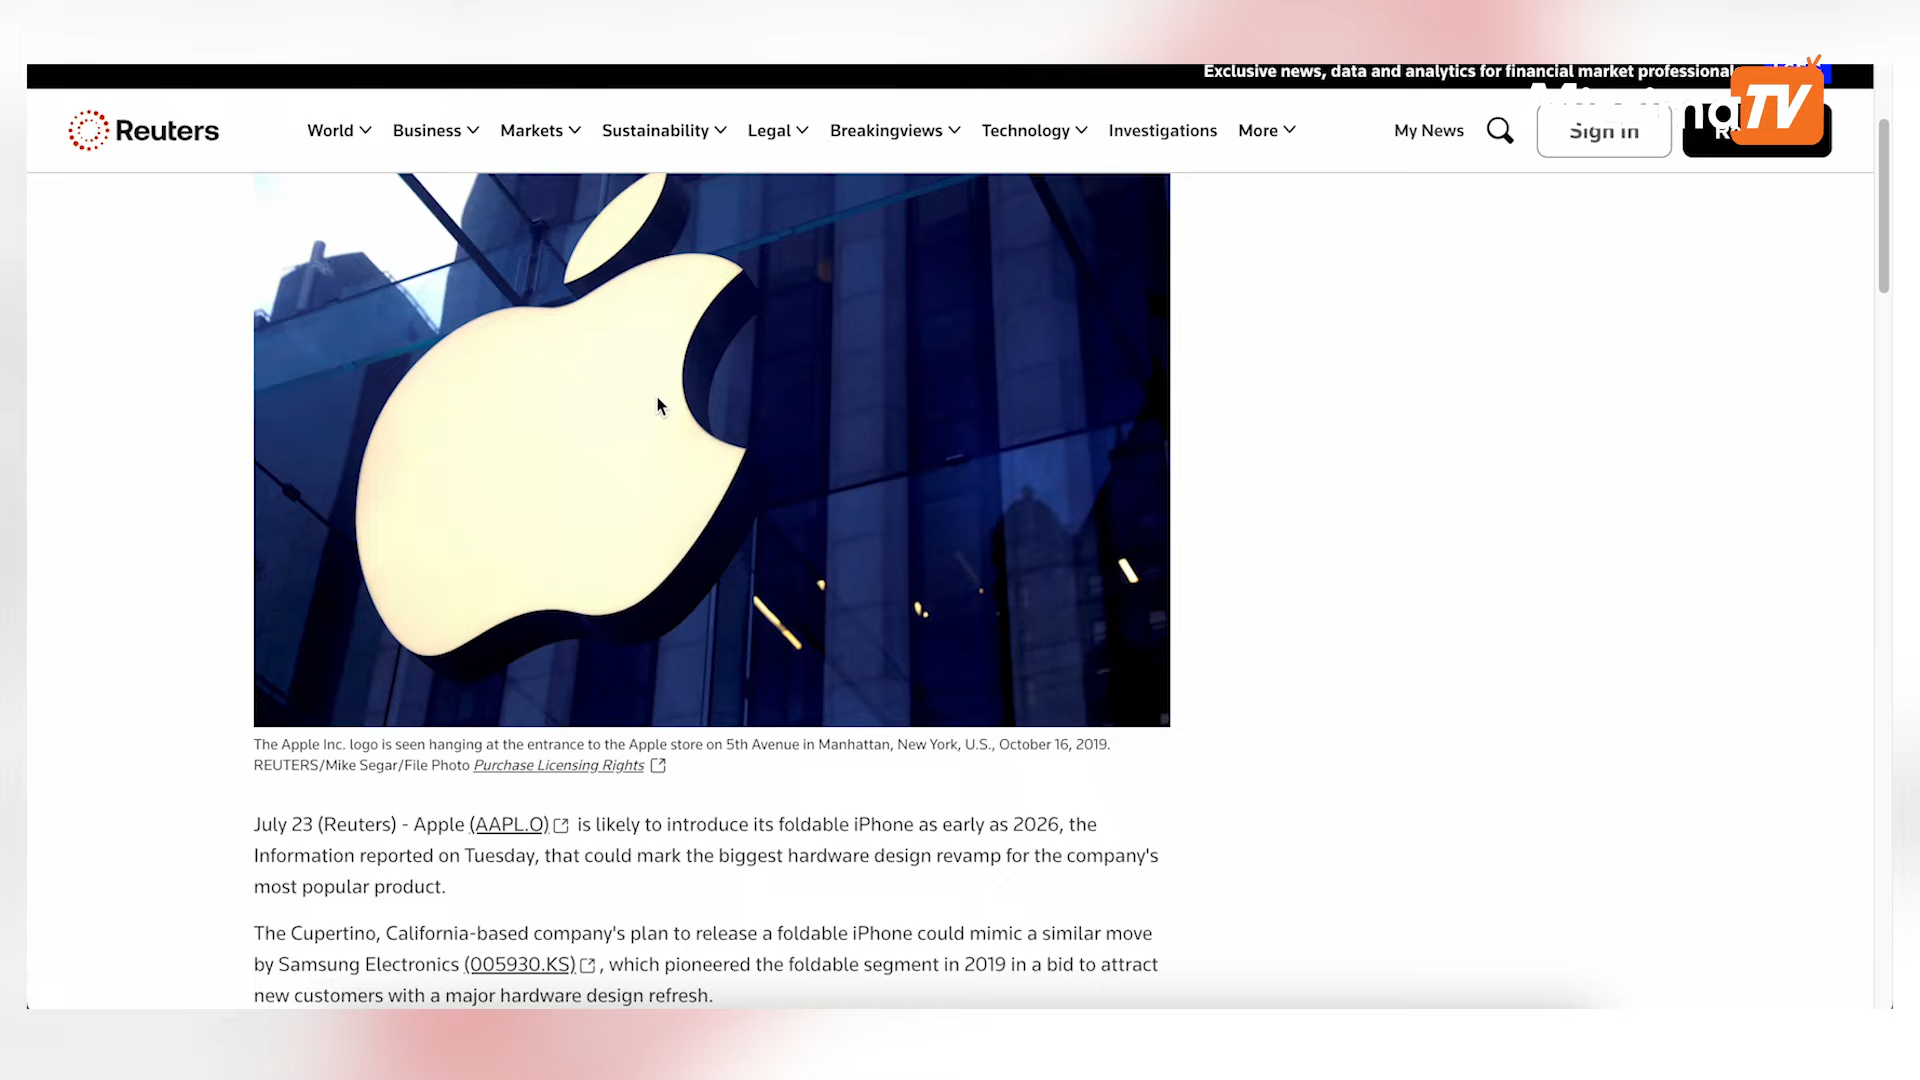 Exclusive news, data and analytics for financial market professional
Reuters
World
Business
Markets
Sustainability
Legal
Breakingviews
Technology
Investigations
More
My News
Sign In
TV
The Apple Inc. logo is seen hanging at the entrance to the Apple store on 5th Avenue in Manhattan, New York, U.S., October 16, 2019.
REUTERS/Mike Segar/File Photo Purchase Licensing Rights
July 23 (Reuters) - Apple (AAPL.O) is likely to introduce its foldable iPhone as early as 2026, the
Information reported on Tuesday, that could mark the biggest hardware design revamp for the company's
most popular product.
The Cupertino, California-based company's plan to release a foldable iPhone could mimic a similar move
by Samsung Electronics (005930.KS) , which pioneered the foldable segment in 2019 in a bid to attract
new customers with a major hardware design refresh.